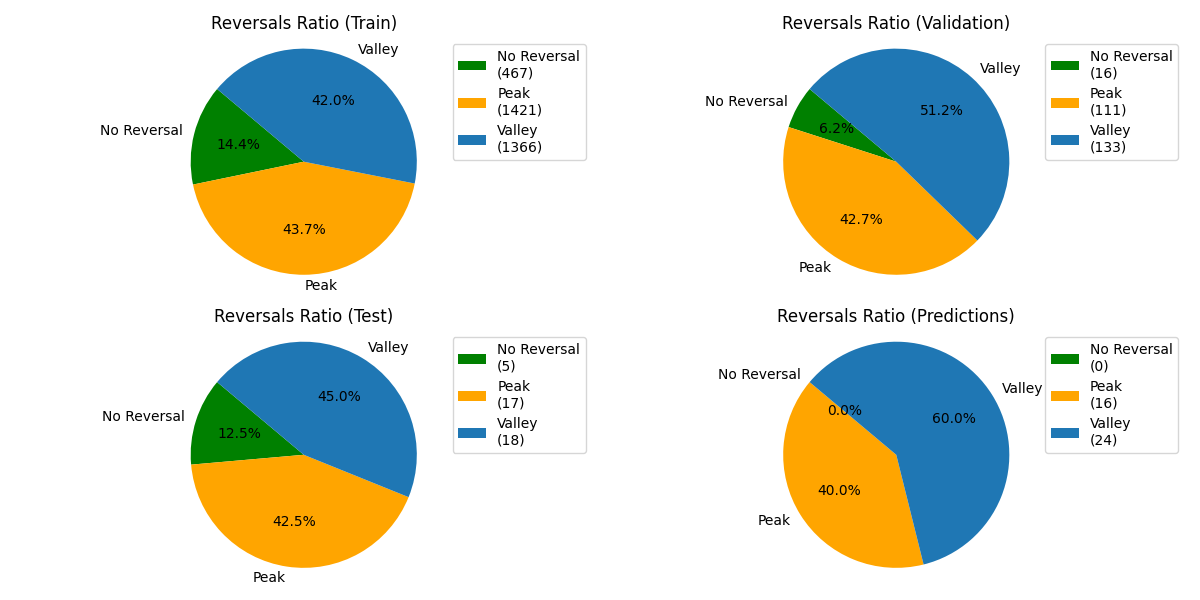 Reversals Ratio (Train)
Valley
42.0%
No Reversal
14.4%
43.7%
Peak
No Reversal
(467)
Peak
(1421)
Valley
(1366)
Reversals Ratio (Validation)
Valley
51.2%
No Reversal
6.2%
42.7%
Peak
No Reversal
(16)
Peak
(111)
Valley
(133)
Reversals Ratio (Test)
Valley
45.0%
No Reversal
12.5%
42.5%
Peak
No Reversal
(5)
Peak
(17)
Valley
(18)
Reversals Ratio (Predictions)
No Reversal
Valley
0.0%
60.0%
40.0%
Peak
No Reversal
(0)
Peak
(16)
Valley
(24)